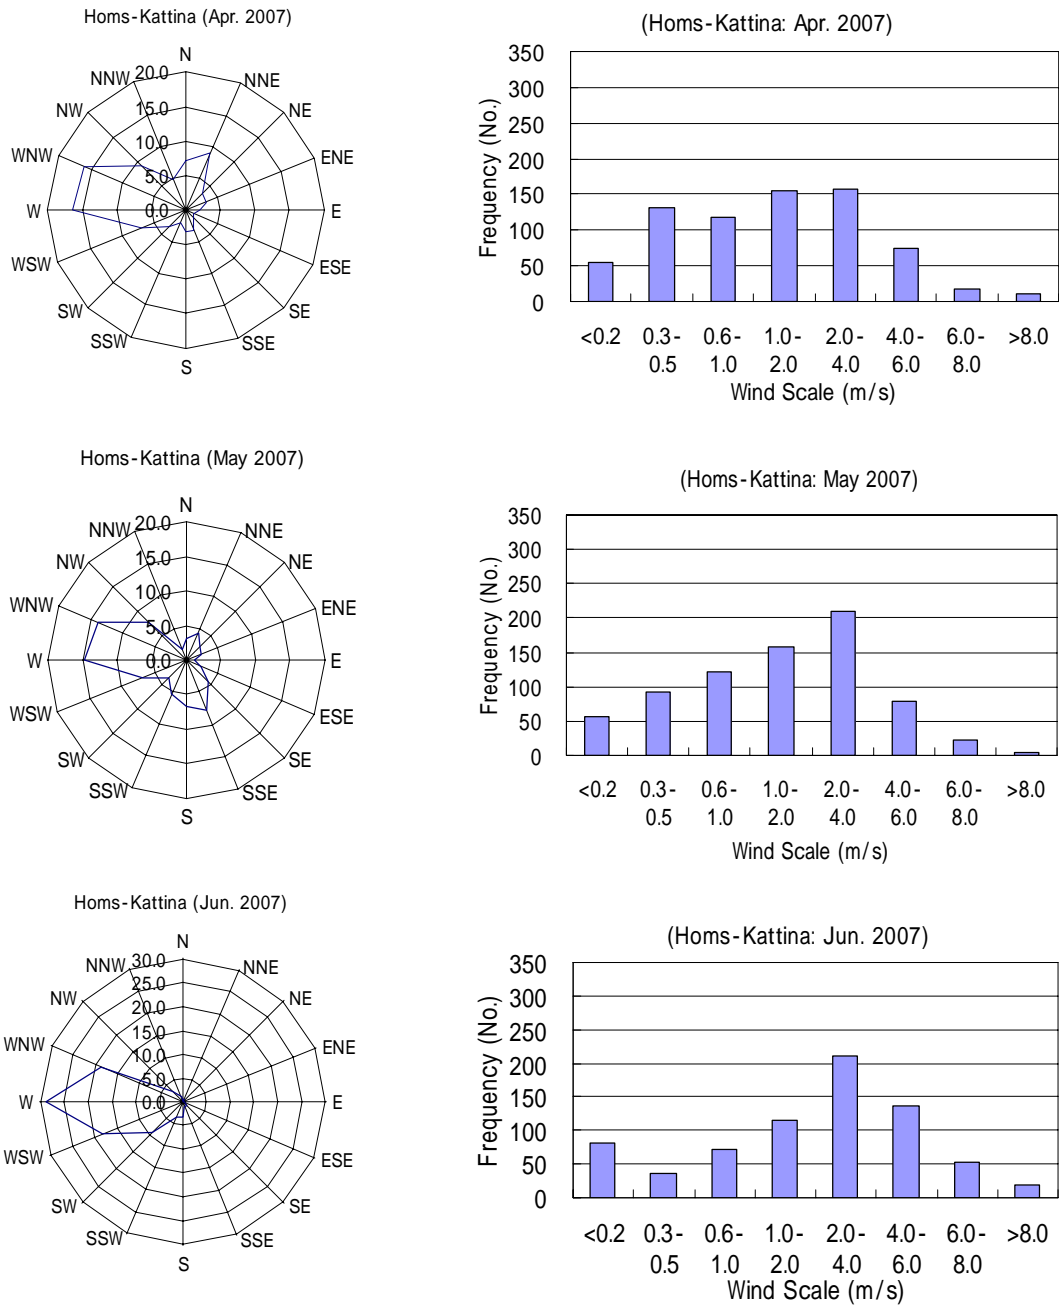 Homs-Kattina (Apr. 2007)
N
NNE
NE
ENE
E
ESE
SE
SSE
S
SSW
SW
WSW
W
WNW
NW
NNW
20.0
15.0
10.0
5.0
0.0
(Homs-Kattina: Apr. 2007)
Frequency (No.)
350
300
250
200
150
100
50
0
<0.2 0.3- 0.6- 1.0- 2.0- 4.0- 6.0- >8.0
0.5 1.0 2.0 4.0 6.0 8.0
Wind Scale (m/s)
Homs-Kattina (May 2007)
N
NNE
NE
ENE
E
ESE
SE
SSE
S
SSW
SW
WSW
W
WNW
NW
NNW
20.0
15.0
10.0
5.0
0.0
(Homs-Kattina: May 2007)
Frequency (No.)
350
300
250
200
150
100
50
0
<0.2 0.3- 0.6- 1.0- 2.0- 4.0- 6.0- >8.0
0.5 1.0 2.0 4.0 6.0 8.0
Wind Scale (m/s)
Homs-Kattina (Jun. 2007)
N
NNE
NE
ENE
E
ESE
SE
SSE
S
SSW
SW
WSW
W
WNW
NW
NNW
30.0
25.0
20.0
15.0
10.0
5.0
0.0
(Homs-Kattina: Jun. 2007)
Frequency (No.)
350
300
250
200
150
100
50
0
<0.2 0.3- 0.6- 1.0- 2.0- 4.0- 6.0- >8.0
0.5 1.0 2.0 4.0 6.0 8.0
Wind Scale (m/s)